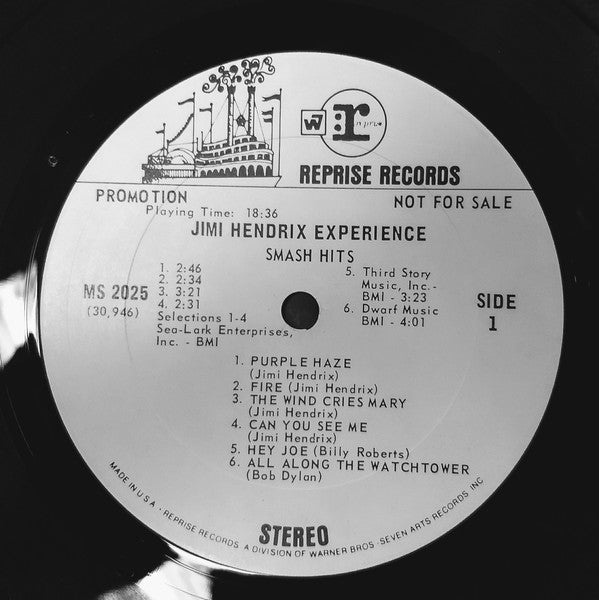 W7 r: reprise
REPRISE RECORDS
PROMOTION
NOT FOR SALE
Playing Time: 18:36
JIMI HENDRIX EXPERIENCE
SMASH HITS
1. 2:46
2. 2:34
3. 3:21
4. 2:31
Selections 1-4
Sea-Lark Enterprises,
Inc. - BMI
5. Third Story
Music, Inc.-
BMI - 3:23
6. Dwarf Music
BMI - 4:01
MS 2025
(30,946)
SIDE
1
1. PURPLE HAZE
(Jimi Hendrix)
2. FIRE (Jimi Hendrix)
3. THE WIND CRIES MARY
(Jimi Hendrix)
4. CAN YOU SEE ME
(Jimi Hendrix)
5. HEY JOE (Billy Roberts)
6. ALL ALONG THE WATCHTOWER
(Bob Dylan)
STEREO
MADE IN U.S.A. · REPRISE RECORDS A DIVISION OF WARNER BROS.-SEVEN ARTS RECORDS, INC